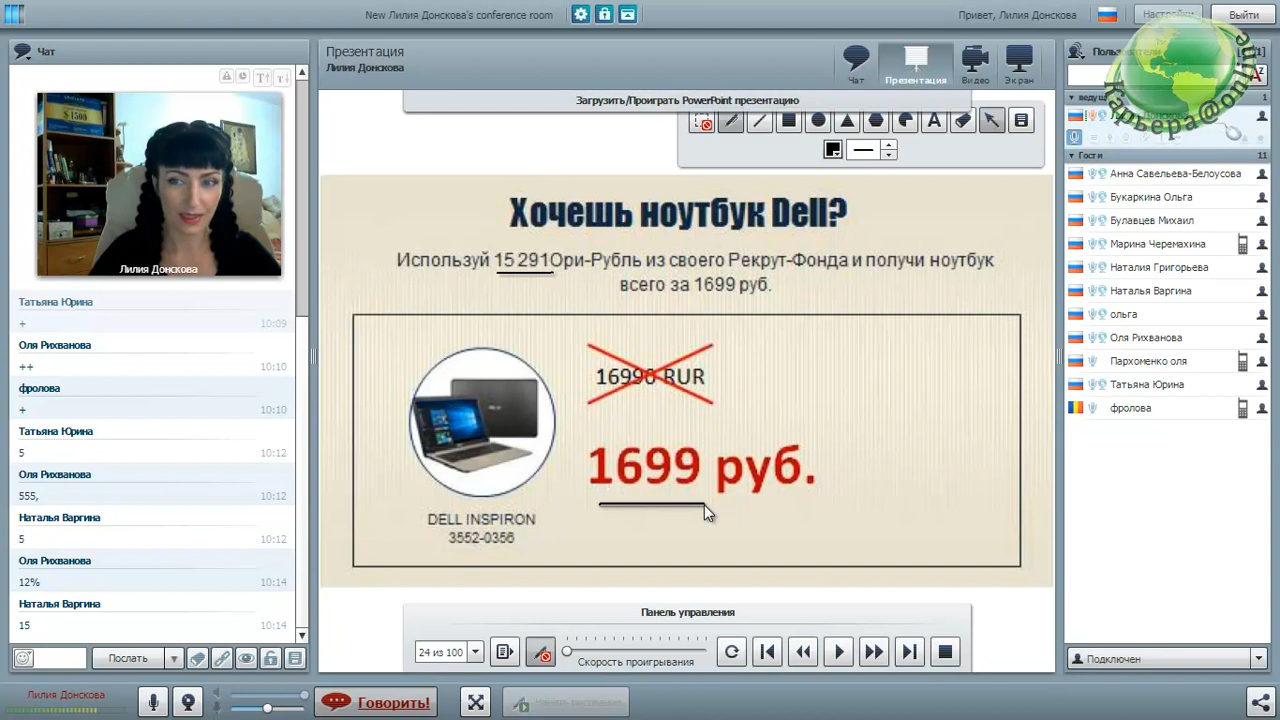 New Лилия Донскова's conference room
Привет, Лилия Донскова
Настройки
Выйти
Чат
Лилия Донскова
Татьяна Юрина
+
10:09
Оля Рихванова
10:10
++
фролова
+
10:10
Татьяна Юрина
5
10:12
Оля Рихванова
555,
10:12
Наталья Варгина
5
10:12
Оля Рихванова
12%
10:14
Наталья Варгина
15
10:14
Послать
Презентация
Лилия Донскова
Чат
Презентация
Видео
Экран
Загрузить/Проиграть PowerPoint презентацию
Хочешь ноутбук Dell?
Используй 15 291Ори-Рубль из своего Рекрут-Фонда и получи ноутбук
всего за 1699 руб.
16990 RUR
1699 руб.
DELL INSPIRON
3552-0356
Панель управления
24 из 100
Скорость проигрывания
Пользователи
карьера@online
ведущ
1
Гости
11
Анна Савельева-Белоусова
Букаркина Ольга
Булавцев Михаил
Марина Черемахина
Наталия Григорьева
Наталья Варгина
ольга
Оля Рихванова
Пархоменко оля
Татьяна Юрина
фролова
Подключен
Лилия Донскова
Говорить!